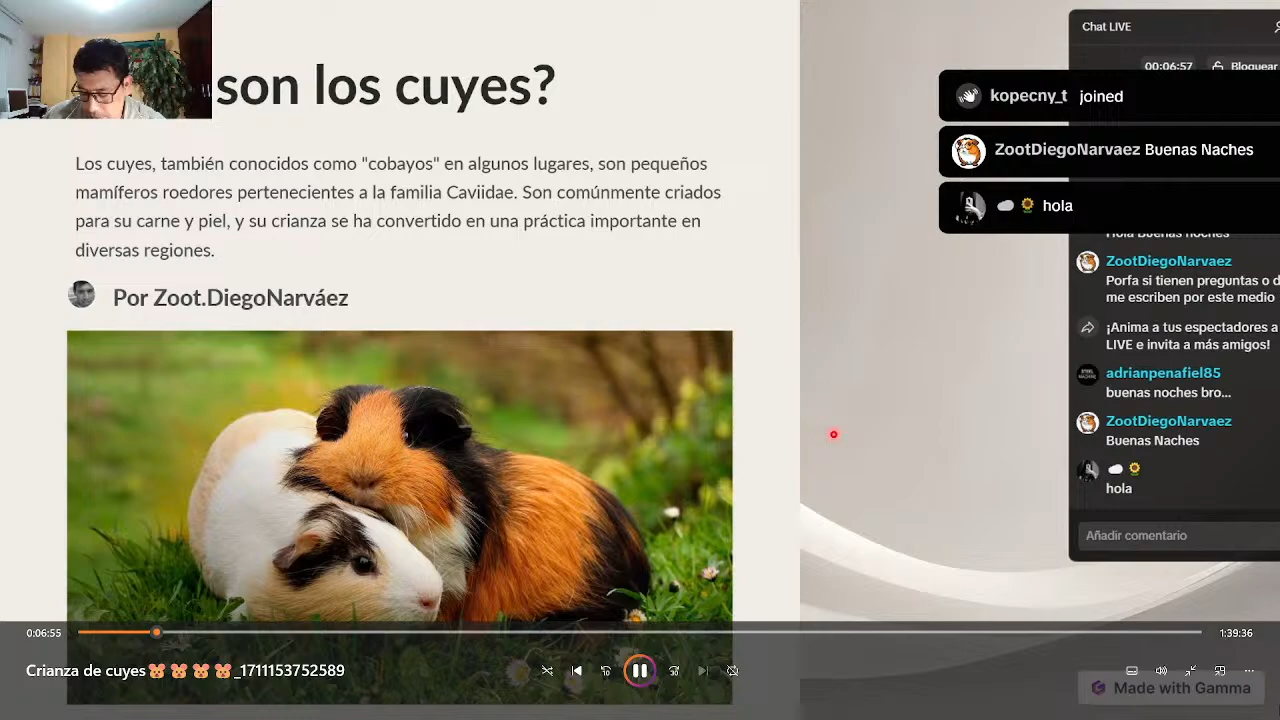 son los cuyes?
Los cuyes, también conocidos como "cobayos" en algunos lugares, son pequeños
mamíferos roedores pertenecientes a la familia Caviidae. Son comúnmente criados
para su carne y piel, y su crianza se ha convertido en una práctica importante en
diversas regiones.
Por Zoot.DiegoNarváez
Chat LIVE
00:06:57 Bloquear
kopecny_t joined
ZootDiegoNarvaez Buenas Naches
hola
Hola Buenas noches
ZootDiegoNarvaez
Porfa si tienen preguntas o d
me escriben por este medio
¡Anima a tus espectadores a
LIVE e invita a más amigos!
adrianpenafiel85
buenas noches bro...
ZootDiegoNarvaez
Buenas Naches
hola
Añadir comentario
0:06:55
1:39:36
Crianza de cuyes🐹🐹🐹🐹_1711153752589
Made with Gamma